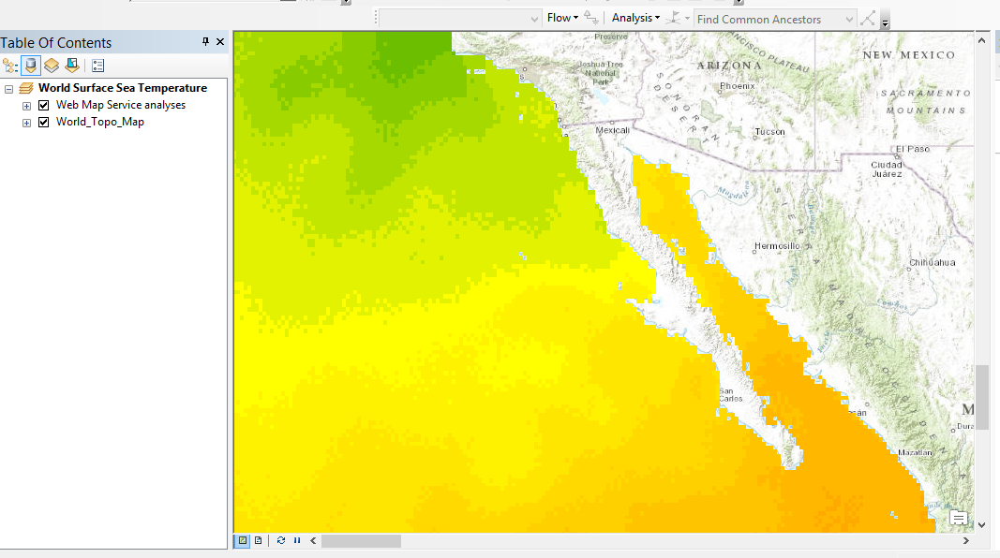 Flow
Analysis
Find Common Ancestors
Table Of Contents
World Surface Sea Temperature
Web Map Service analyses
World_Topo_Map
Preserve
Joshua Tree
National
Park
ARIZONA
Phoenix
NEW MEXICO
SACRAMENTO
MOUNTAINS
SONORAN
DESERT
Mexicali
Tucson
El Paso
Ciudad
Juárez
Magdalena
Hermosillo
Chihuahua
SIERRA MADRE OCCIDENTAL
San
Carlos
Mazatlan